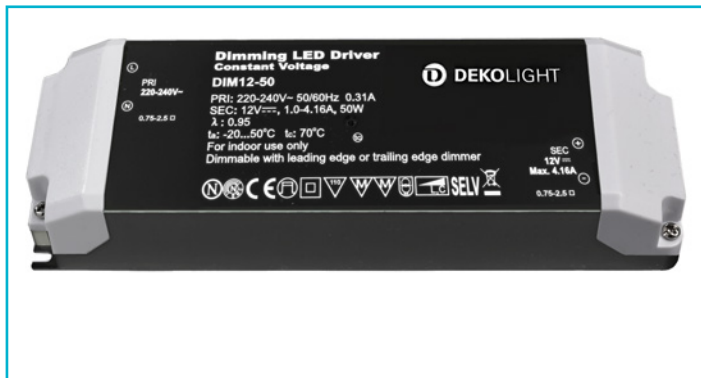 Dimming LED Driver
Constant Voltage
DIM12-50
PRI: 220-240V~ 50/60Hz 0.31A
SEC: 12V⎓, 1.0-4.16A, 50W
λ : 0.95
ta: -20...50°C tc: 70°C
For indoor use only
Dimmable with leading edge or trailing edge dimmer
DEKOLIGHT
L
PRI
220-240V~
N
0.75-2.5 □
+
SEC
12V ⎓
Max. 4.16A
-
0.75-2.5 □
N CE 110 M M LC SELV